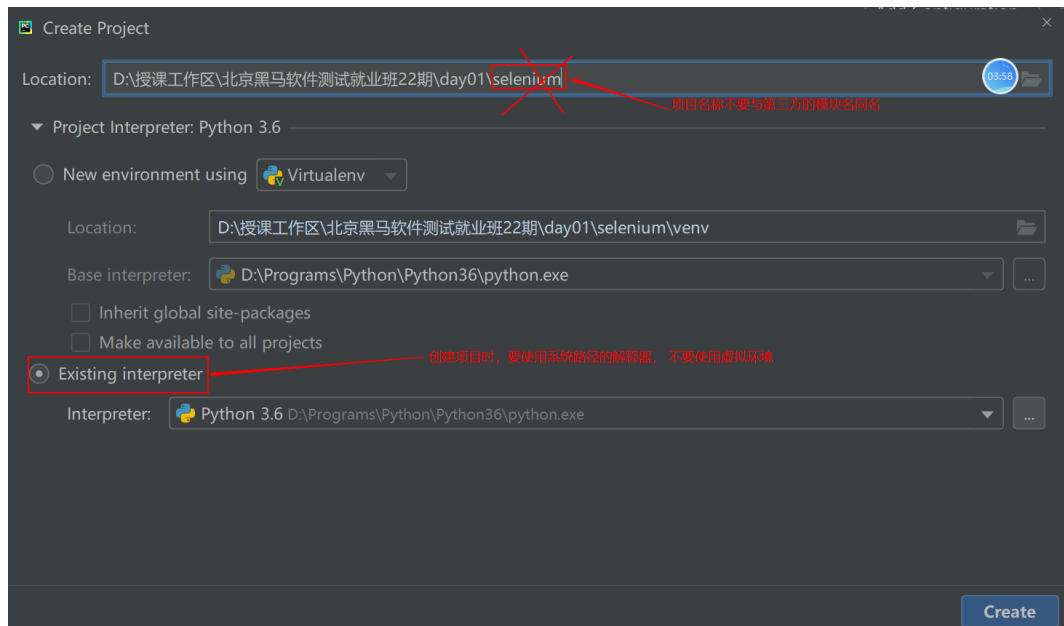 Create Project
Location: D:\授课工作区\北京黑马软件测试就业班22期\day01\selenium
03:58
项目名称不要与第三方的模块名同名
Project Interpreter: Python 3.6
New environment using Virtualenv
Location: D:\授课工作区\北京黑马软件测试就业班22期\day01\selenium\venv
Base interpreter: D:\Programs\Python\Python36\python.exe ...
Inherit global site-packages
Make available to all projects
创建项目时，要使用系统路径的解释器， 不要使用虚拟环境
Existing interpreter
Interpreter: Python 3.6 D:\Programs\Python\Python36\python.exe ...
Create